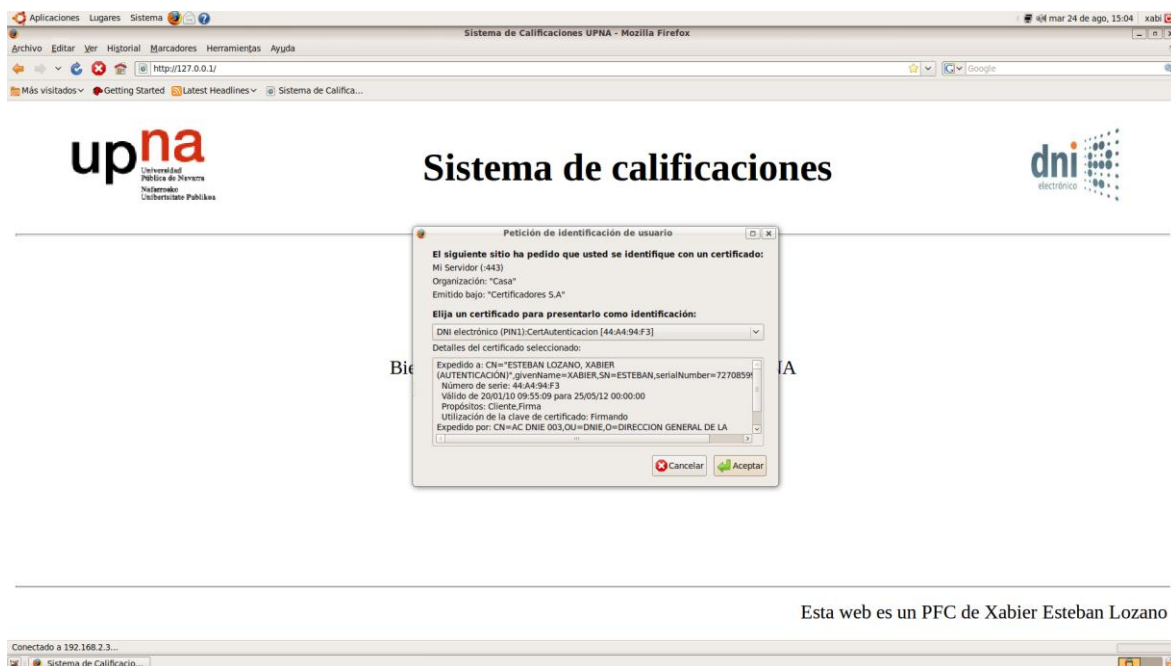 Aplicaciones Lugares Sistema mar 24 de ago, 15:04 xabi
Sistema de Calificaciones UPNA - Mozilla Firefox
Archivo Editar Ver Historial Marcadores Herramientas Ayuda
http://127.0.0.1/ Google
Más visitados Getting Started Latest Headlines Sistema de Califica...
upna
Universidad
Pública de Navarra
Nafarroako
Unibertsitate Publikoa
Sistema de calificaciones
dni
electrónico
Petición de identificación de usuario
El siguiente sitio ha pedido que usted se identifique con un certificado:
Mi Servidor (:443)
Organización: "Casa"
Emitido bajo: "Certificadores S.A"
Elija un certificado para presentarlo como identificación:
DNI electrónico (PIN1):CertAutenticacion [44:A4:94:F3]
Detalles del certificado seleccionado:
Bie NA
Expedido a: CN="ESTEBAN LOZANO, XABIER
(AUTENTICACIÓN)",givenName=XABIER,SN=ESTEBAN,serialNumber=7270859
Número de serie: 44:A4:94:F3
Válido de 20/01/10 09:55:09 para 25/05/12 00:00:00
Propósitos: Cliente,Firma
Utilización de la clave de certificado: Firmando
Expedido por: CN=AC DNIE 003,OU=DNIE,O=DIRECCION GENERAL DE LA
Cancelar Aceptar
Esta web es un PFC de Xabier Esteban Lozano
Conectado a 192.168.2.3...
Sistema de Calificacio...